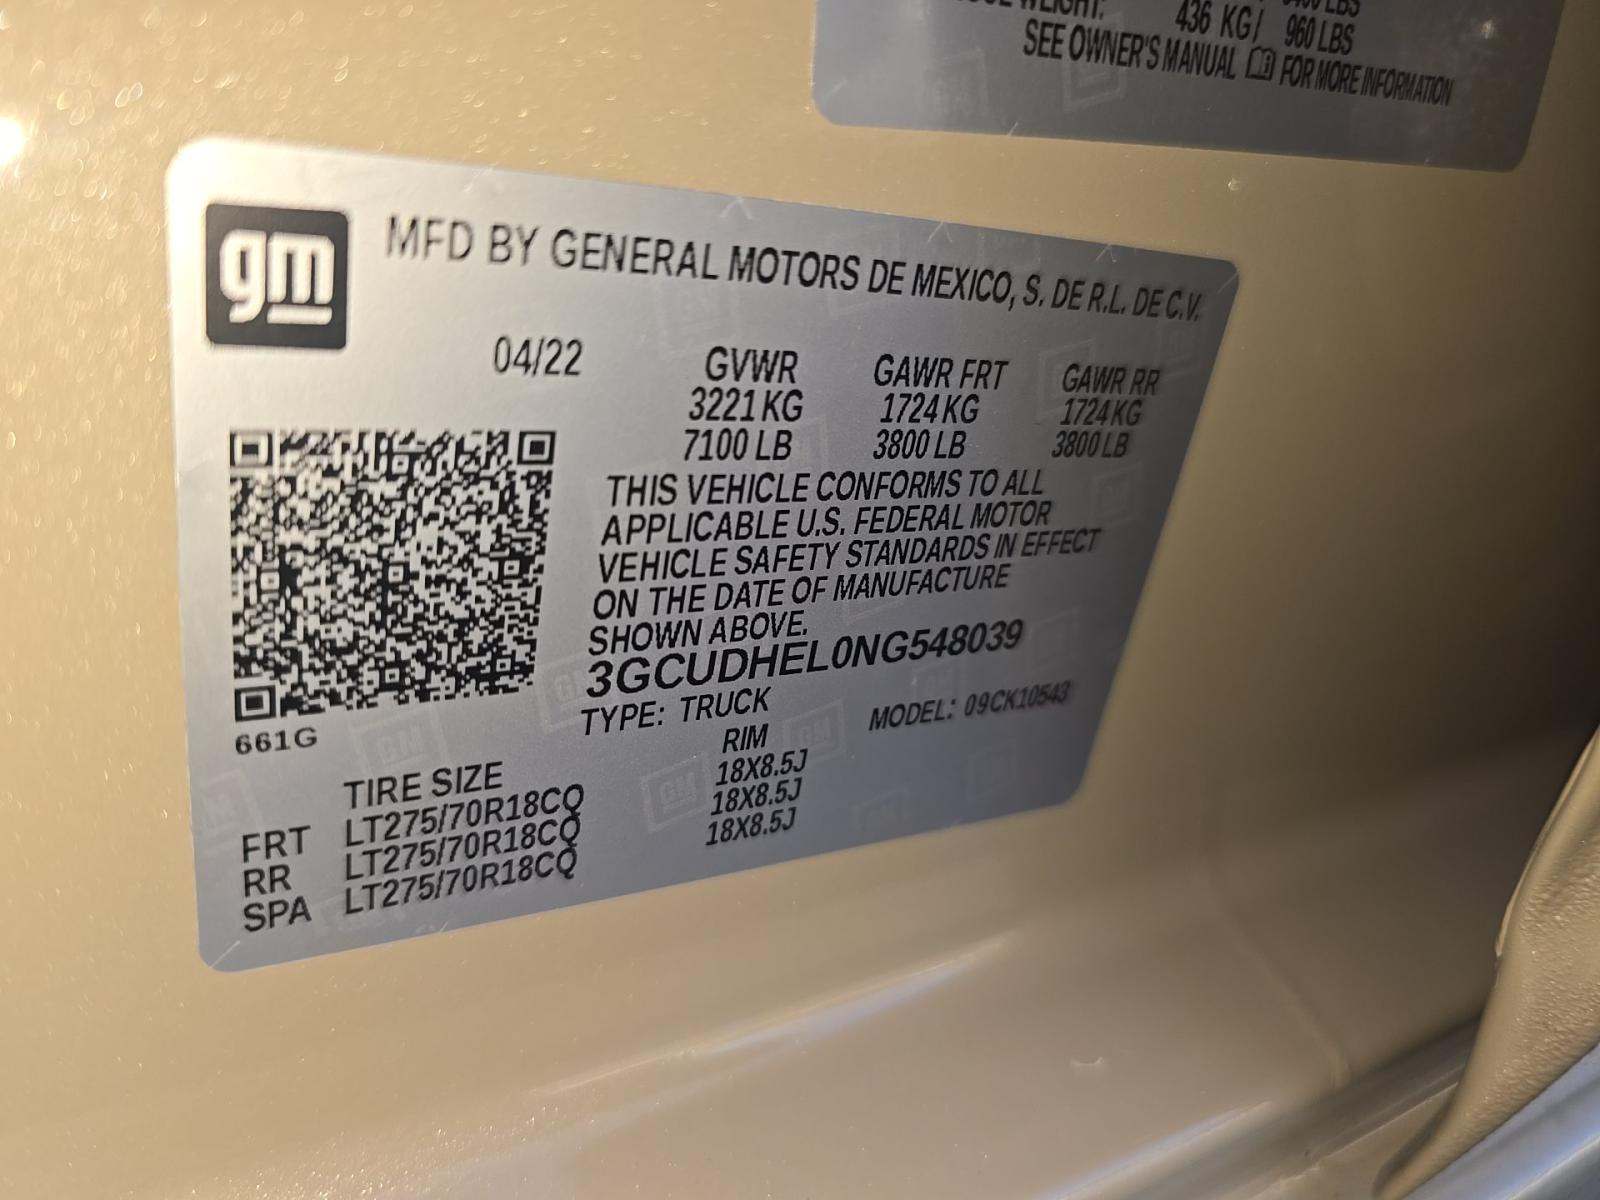 436 KG/ 960 LBS
SEE OWNER'S MANUAL FOR MORE INFORMATION
gm
MFD BY GENERAL MOTORS DE MEXICO, S. DE R.L. DE C.V.
04/22 GVWR GAWR FRT GAWR RR
3221 KG 1724 KG 1724 KG
7100 LB 3800 LB 3800 LB
THIS VEHICLE CONFORMS TO ALL
APPLICABLE U.S. FEDERAL MOTOR
VEHICLE SAFETY STANDARDS IN EFFECT
ON THE DATE OF MANUFACTURE
SHOWN ABOVE.
3GCUDHEL0NG548039
TYPE: TRUCK MODEL: 09CK10543
661G
TIRE SIZE RIM
FRT LT275/70R18CQ 18X8.5J
RR LT275/70R18CQ 18X8.5J
SPA LT275/70R18CQ 18X8.5J